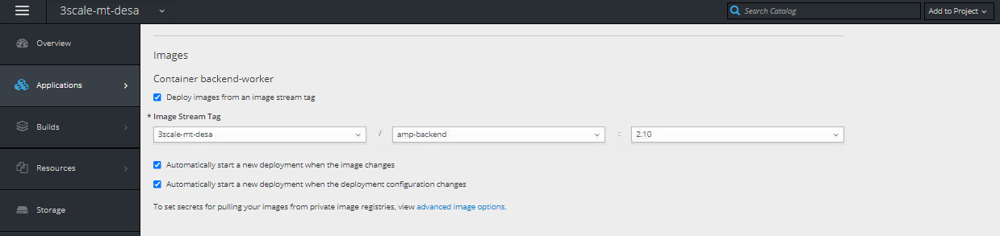 3scale-mt-desa
Search Catalog
Add to Project
Overview
Applications
Builds
Resources
Storage
Images
Container backend-worker
Deploy images from an image stream tag
* Image Stream Tag
3scale-mt-desa / amp-backend : 2.10
Automatically start a new deployment when the image changes
Automatically start a new deployment when the deployment configuration changes
To set secrets for pulling your images from private image registries, view advanced image options.